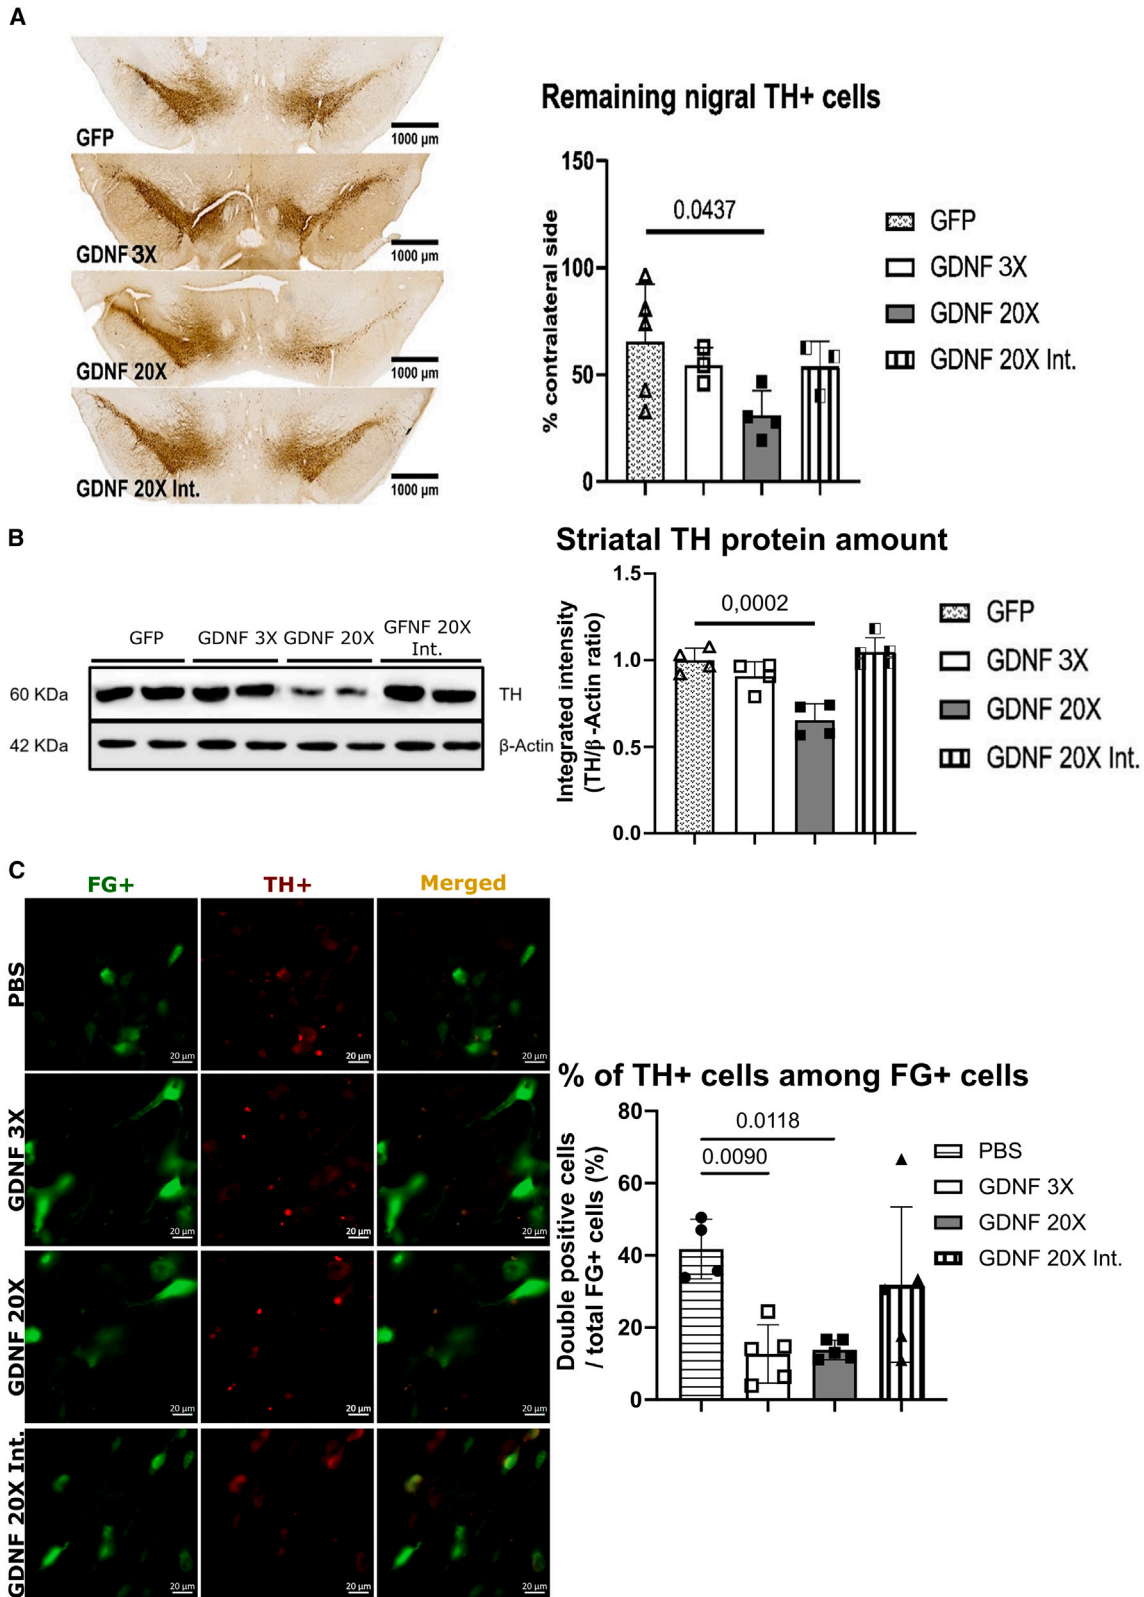 A
GFP
1000 µm
GDNF 3X
1000 µm
GDNF 20X
1000 µm
GDNF 20X Int.
1000 µm
Remaining nigral TH+ cells
% contralateral side
150
100
50
0
0.0437
GFP
GDNF 3X
GDNF 20X
GDNF 20X Int.
B
GFP
GDNF 3X
GDNF 20X
GFNF 20X
Int.
60 KDa
TH
42 KDa
β-Actin
Striatal TH protein amount
Integrated intensity
(TH/β -Actin ratio)
1.5
1.0
0.5
0.0
0,0002
GFP
GDNF 3X
GDNF 20X
GDNF 20X Int.
C
FG+
TH+
Merged
PBS
20 µm
20 µm
20 µm
GDNF 3X
20 µm
20 µm
20 µm
GDNF 20X
20 µm
20 µm
20 µm
GDNF 20X Int.
20 µm
20 µm
20 µm
% of TH+ cells among FG+ cells
Double positive cells
/ total FG+ cells (%)
80
60
40
20
0
0.0118
0.0090
PBS
GDNF 3X
GDNF 20X
GDNF 20X Int.